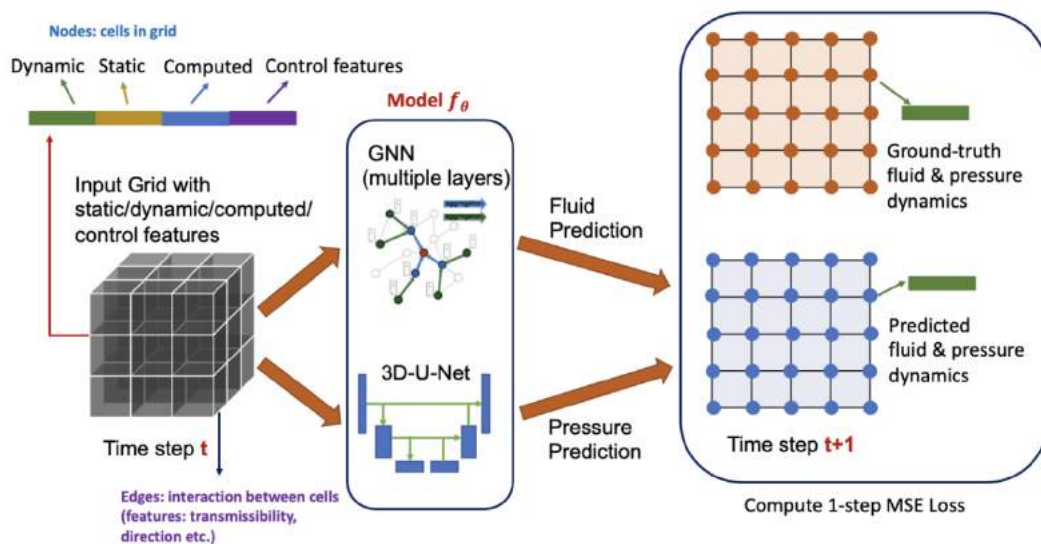 Nodes: cells in grid
Dynamic Static Computed Control features
Input Grid with
static/dynamic/computed/
control features
Time step t
Edges: interaction between cells
(features: transmissibility,
direction etc.)
Model fθ
GNN
(multiple layers)
3D-U-Net
Fluid
Prediction
Pressure
Prediction
Ground-truth
fluid & pressure
dynamics
Predicted
fluid & pressure
dynamics
Time step t+1
Compute 1-step MSE Loss